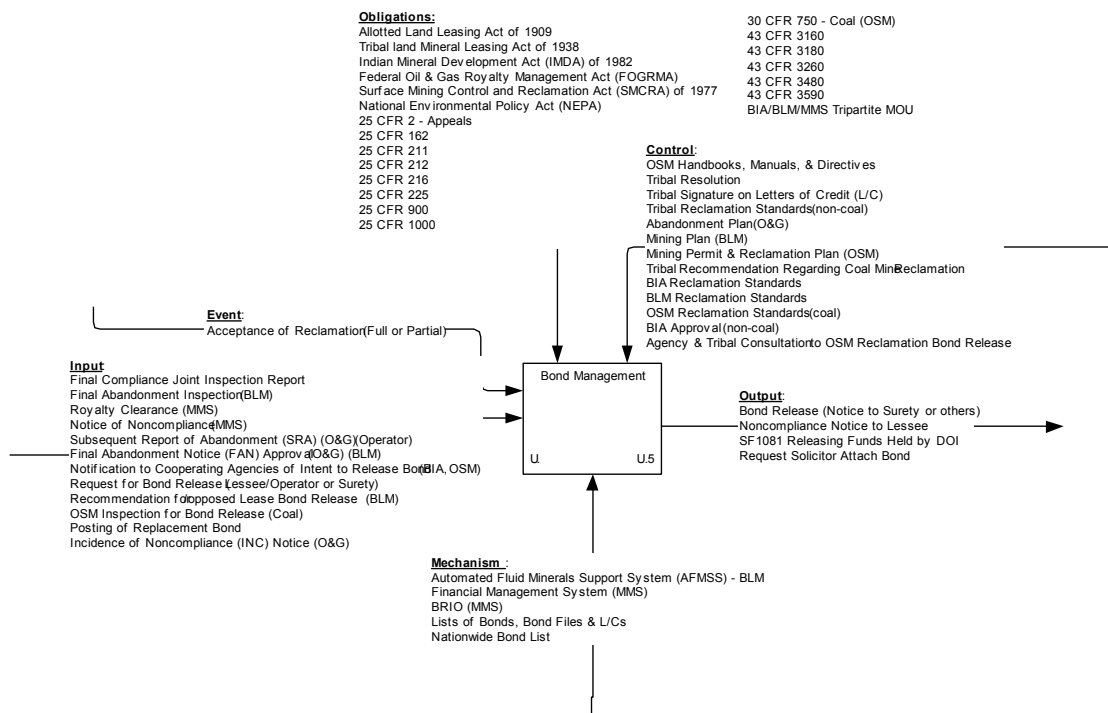 Obligations:
Allotted Land Leasing Act of 1909
Tribal land Mineral Leasing Act of 1938
Indian Mineral Development Act (IMDA) of 1982
Federal Oil & Gas Royalty Management Act (FOGRMA)
Surface Mining Control and Reclamation Act (SMCRA) of 1977
National Environmental Policy Act (NEPA)
25 CFR 2 - Appeals
25 CFR 162
25 CFR 211
25 CFR 212
25 CFR 216
25 CFR 225
25 CFR 900
25 CFR 1000
30 CFR 750 - Coal (OSM)
43 CFR 3160
43 CFR 3180
43 CFR 3260
43 CFR 3480
43 CFR 3590
BIA/BLM/MMS Tripartite MOU
Control:
OSM Handbooks, Manuals, & Directives
Tribal Resolution
Tribal Signature on Letters of Credit (L/C)
Tribal Reclamation Standards(non-coal)
Abandonment Plan(O&G)
Mining Plan (BLM)
Mining Permit & Reclamation Plan (OSM)
Tribal Recommendation Regarding Coal Mine Reclamation
BIA Reclamation Standards
BLM Reclamation Standards
OSM Reclamation Standards(coal)
BIA Approval(non-coal)
Agency & Tribal Consultationto OSM Reclamation Bond Release
Event:
Acceptance of Reclamation(Full or Partial)
Input:
Final Compliance Joint Inspection Report
Final Abandonment Inspection(BLM)
Royalty Clearance (MMS)
Notice of Noncompliance(MMS)
Subsequent Report of Abandonment (SRA) (O&G)(Operator)
Final Abandonment Notice (FAN) Approval(O&G) (BLM)
Notification to Cooperating Agencies of Intent to Release Bond(BIA, OSM)
Request for Bond Release (Lessee/Operator or Surety)
Recommendation for/opposed Lease Bond Release (BLM)
OSM Inspection for Bond Release (Coal)
Posting of Replacement Bond
Incidence of Noncompliance (INC) Notice (O&G)
Bond Management
U.
U.5
Output:
Bond Release (Notice to Surety or others)
Noncompliance Notice to Lessee
SF1081 Releasing Funds Held by DOI
Request Solicitor Attach Bond
Mechanism :
Automated Fluid Minerals Support System (AFMSS) - BLM
Financial Management System (MMS)
BRIO (MMS)
Lists of Bonds, Bond Files & L/Cs
Nationwide Bond List